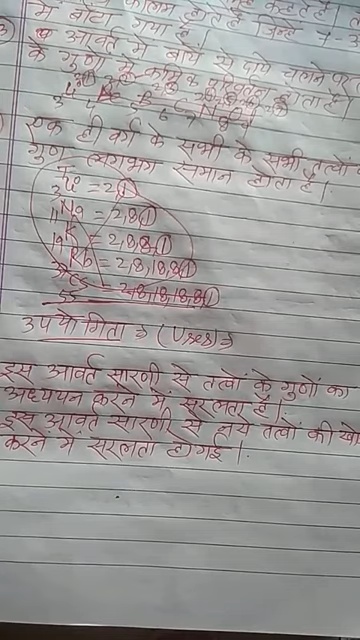 में बाँटा गया है।
आवर्त में बायें से दायें चलने पर
के गुणों में क्रमिक परिवर्तन होता है।
एक ही वर्ग के सभी के सभी तत्वों
गुण लगभग समान होता है।
3Li = 2,1
11Na = 2,8,1
19K = 2,8,8,1
37Rb = 2,8,18,8,1
55Cs = 2,8,18,18,8,1
उपयोगिता ⇒ (Uses) ⇒
इस आवर्त सारणी से तत्वों के गुणों का
अध्ययन करने में सरलता है।
इस आवर्त सारणी से नये तत्वों की खोज
करने में सरलता हो गई।